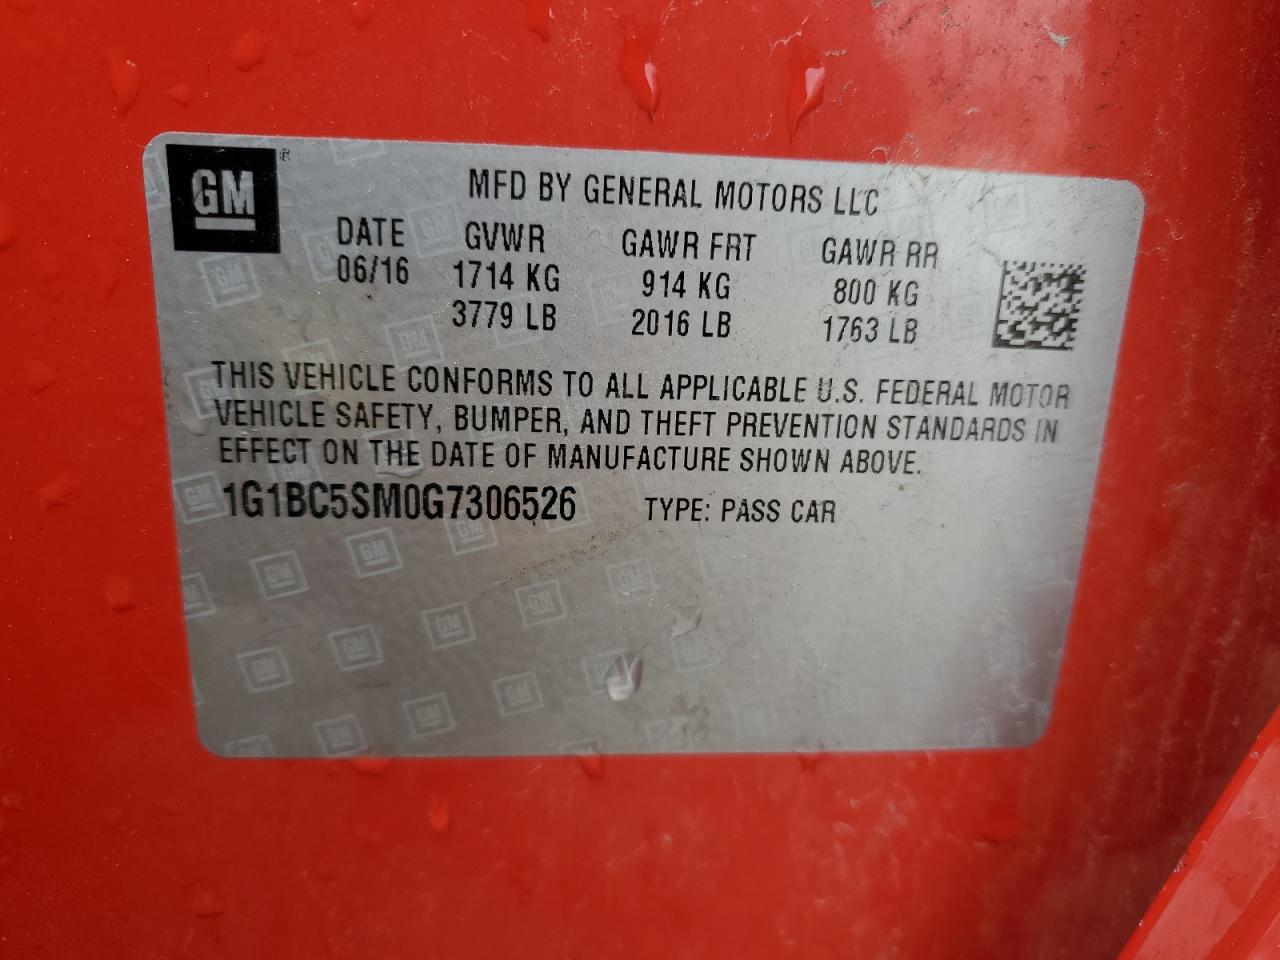 GM®
MFD BY GENERAL MOTORS LLC
DATE GVWR GAWR FRT GAWR RR
06/16 1714 KG 914 KG 800 KG
3779 LB 2016 LB 1763 LB
THIS VEHICLE CONFORMS TO ALL APPLICABLE U.S. FEDERAL MOTOR
VEHICLE SAFETY, BUMPER, AND THEFT PREVENTION STANDARDS IN
EFFECT ON THE DATE OF MANUFACTURE SHOWN ABOVE.
1G1BC5SM0G7306526 TYPE: PASS CAR